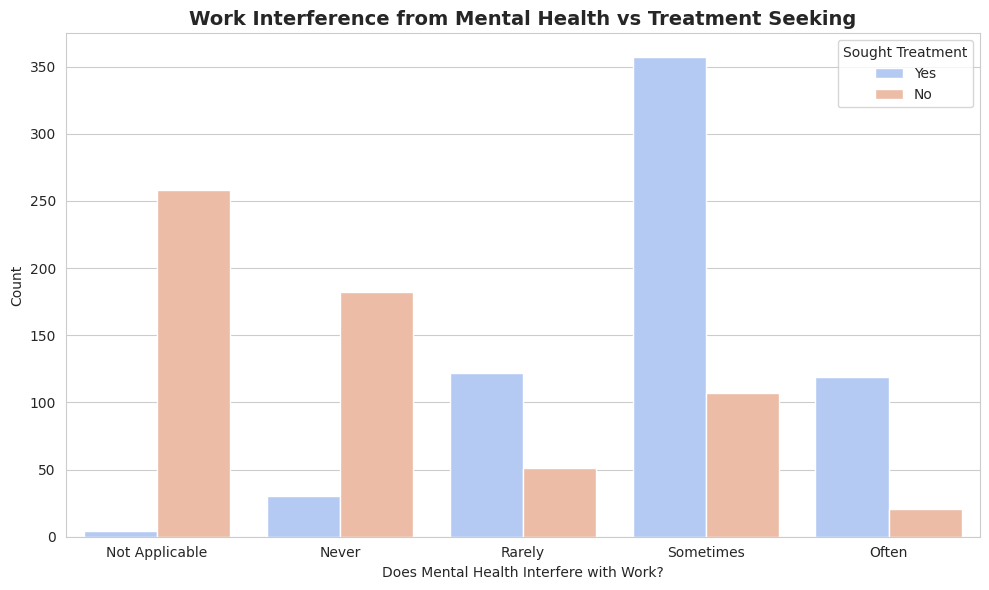 Work Interference from Mental Health vs Treatment Seeking
Sought Treatment
Yes
No
350
300
250
200
150
100
50
0
Count
Not Applicable
Never
Rarely
Sometimes
Often
Does Mental Health Interfere with Work?